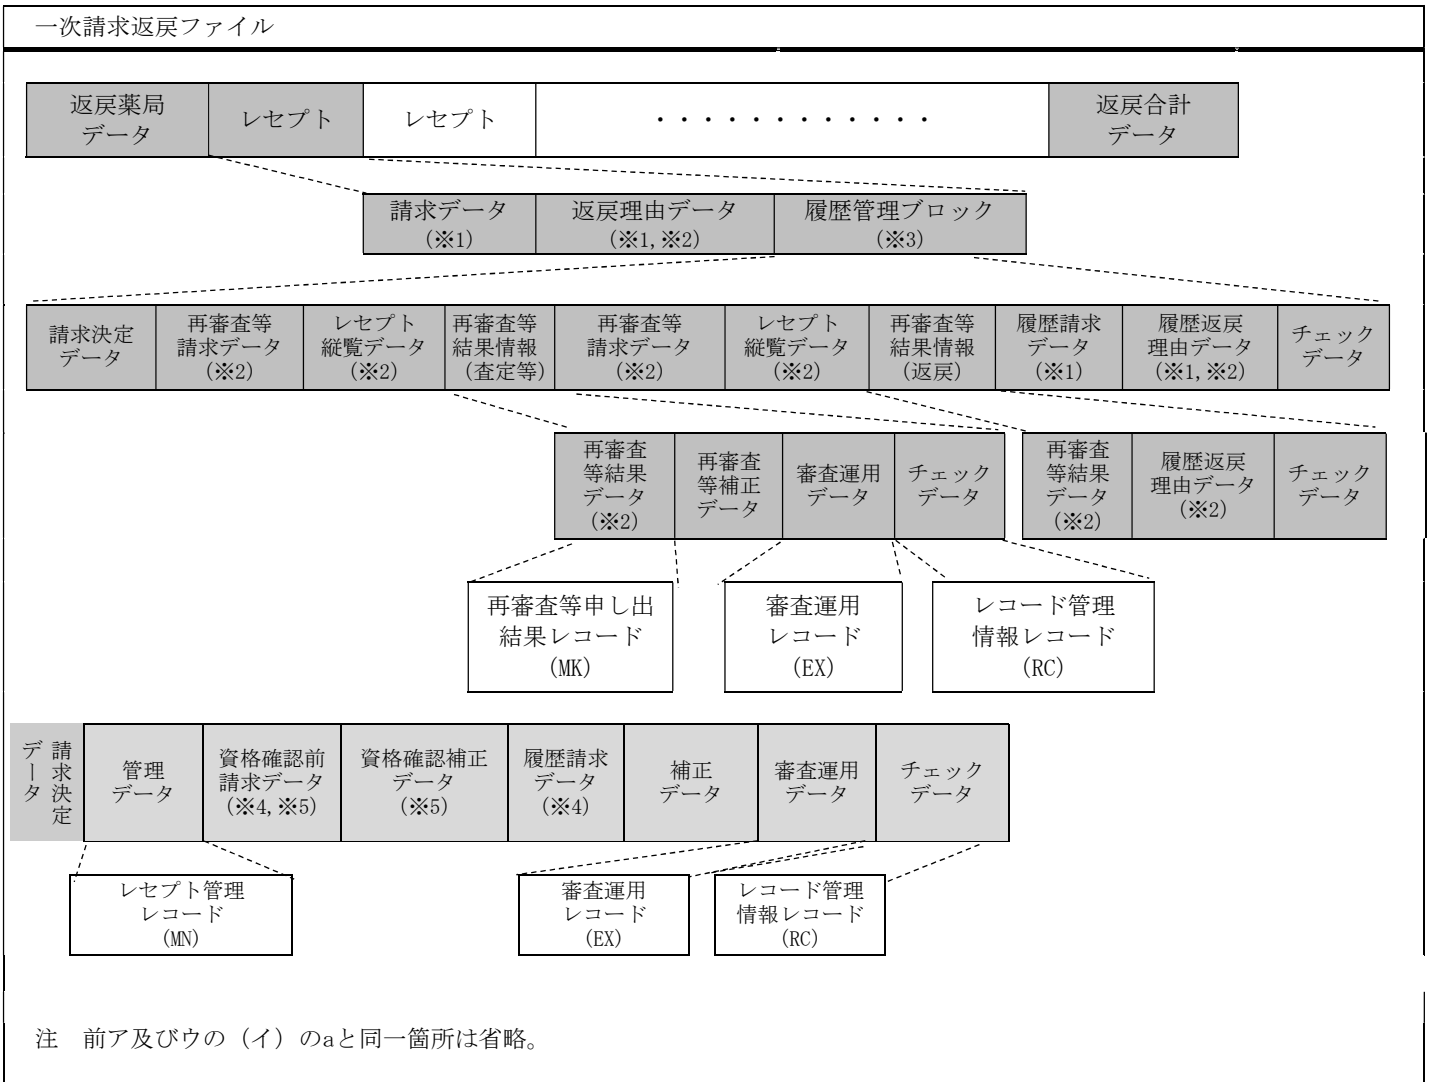 一次請求返戻ファイル
返戻薬局
データ
レセプト
レセプト
・・・・・・・・・・・・
返戻合計
データ
請求データ
(※1)
返戻理由データ
(※1,※2)
履歴管理ブロック
(※3)
請求決定
データ
再審査等
請求データ
(※2)
レセプト
縦覧データ
(※2)
再審査等
結果情報
(査定等)
再審査等
請求データ
(※2)
レセプト
縦覧データ
(※2)
再審査等
結果情報
(返戻)
履歴請求
データ
(※1)
履歴返戻
理由データ
(※1,※2)
チェック
データ
再審査
等結果
データ
(※2)
再審査
等補正
データ
審査運用
データ
チェック
データ
再審査
等結果
データ
(※2)
履歴返戻
理由データ
(※2)
チェック
データ
再審査等申し出
結果レコード
(MK)
審査運用
レコード
(EX)
レコード管理
情報レコード
(RC)
請求決定
データ
管理
データ
資格確認前
請求データ
(※4,※5)
資格確認補正
データ
(※5)
履歴請求
データ
(※4)
補正
データ
審査運用
データ
チェック
データ
レセプト管理
レコード
(MN)
審査運用
レコード
(EX)
レコード管理
情報レコード
(RC)
注　前ア及びウの（イ）のaと同一箇所は省略。